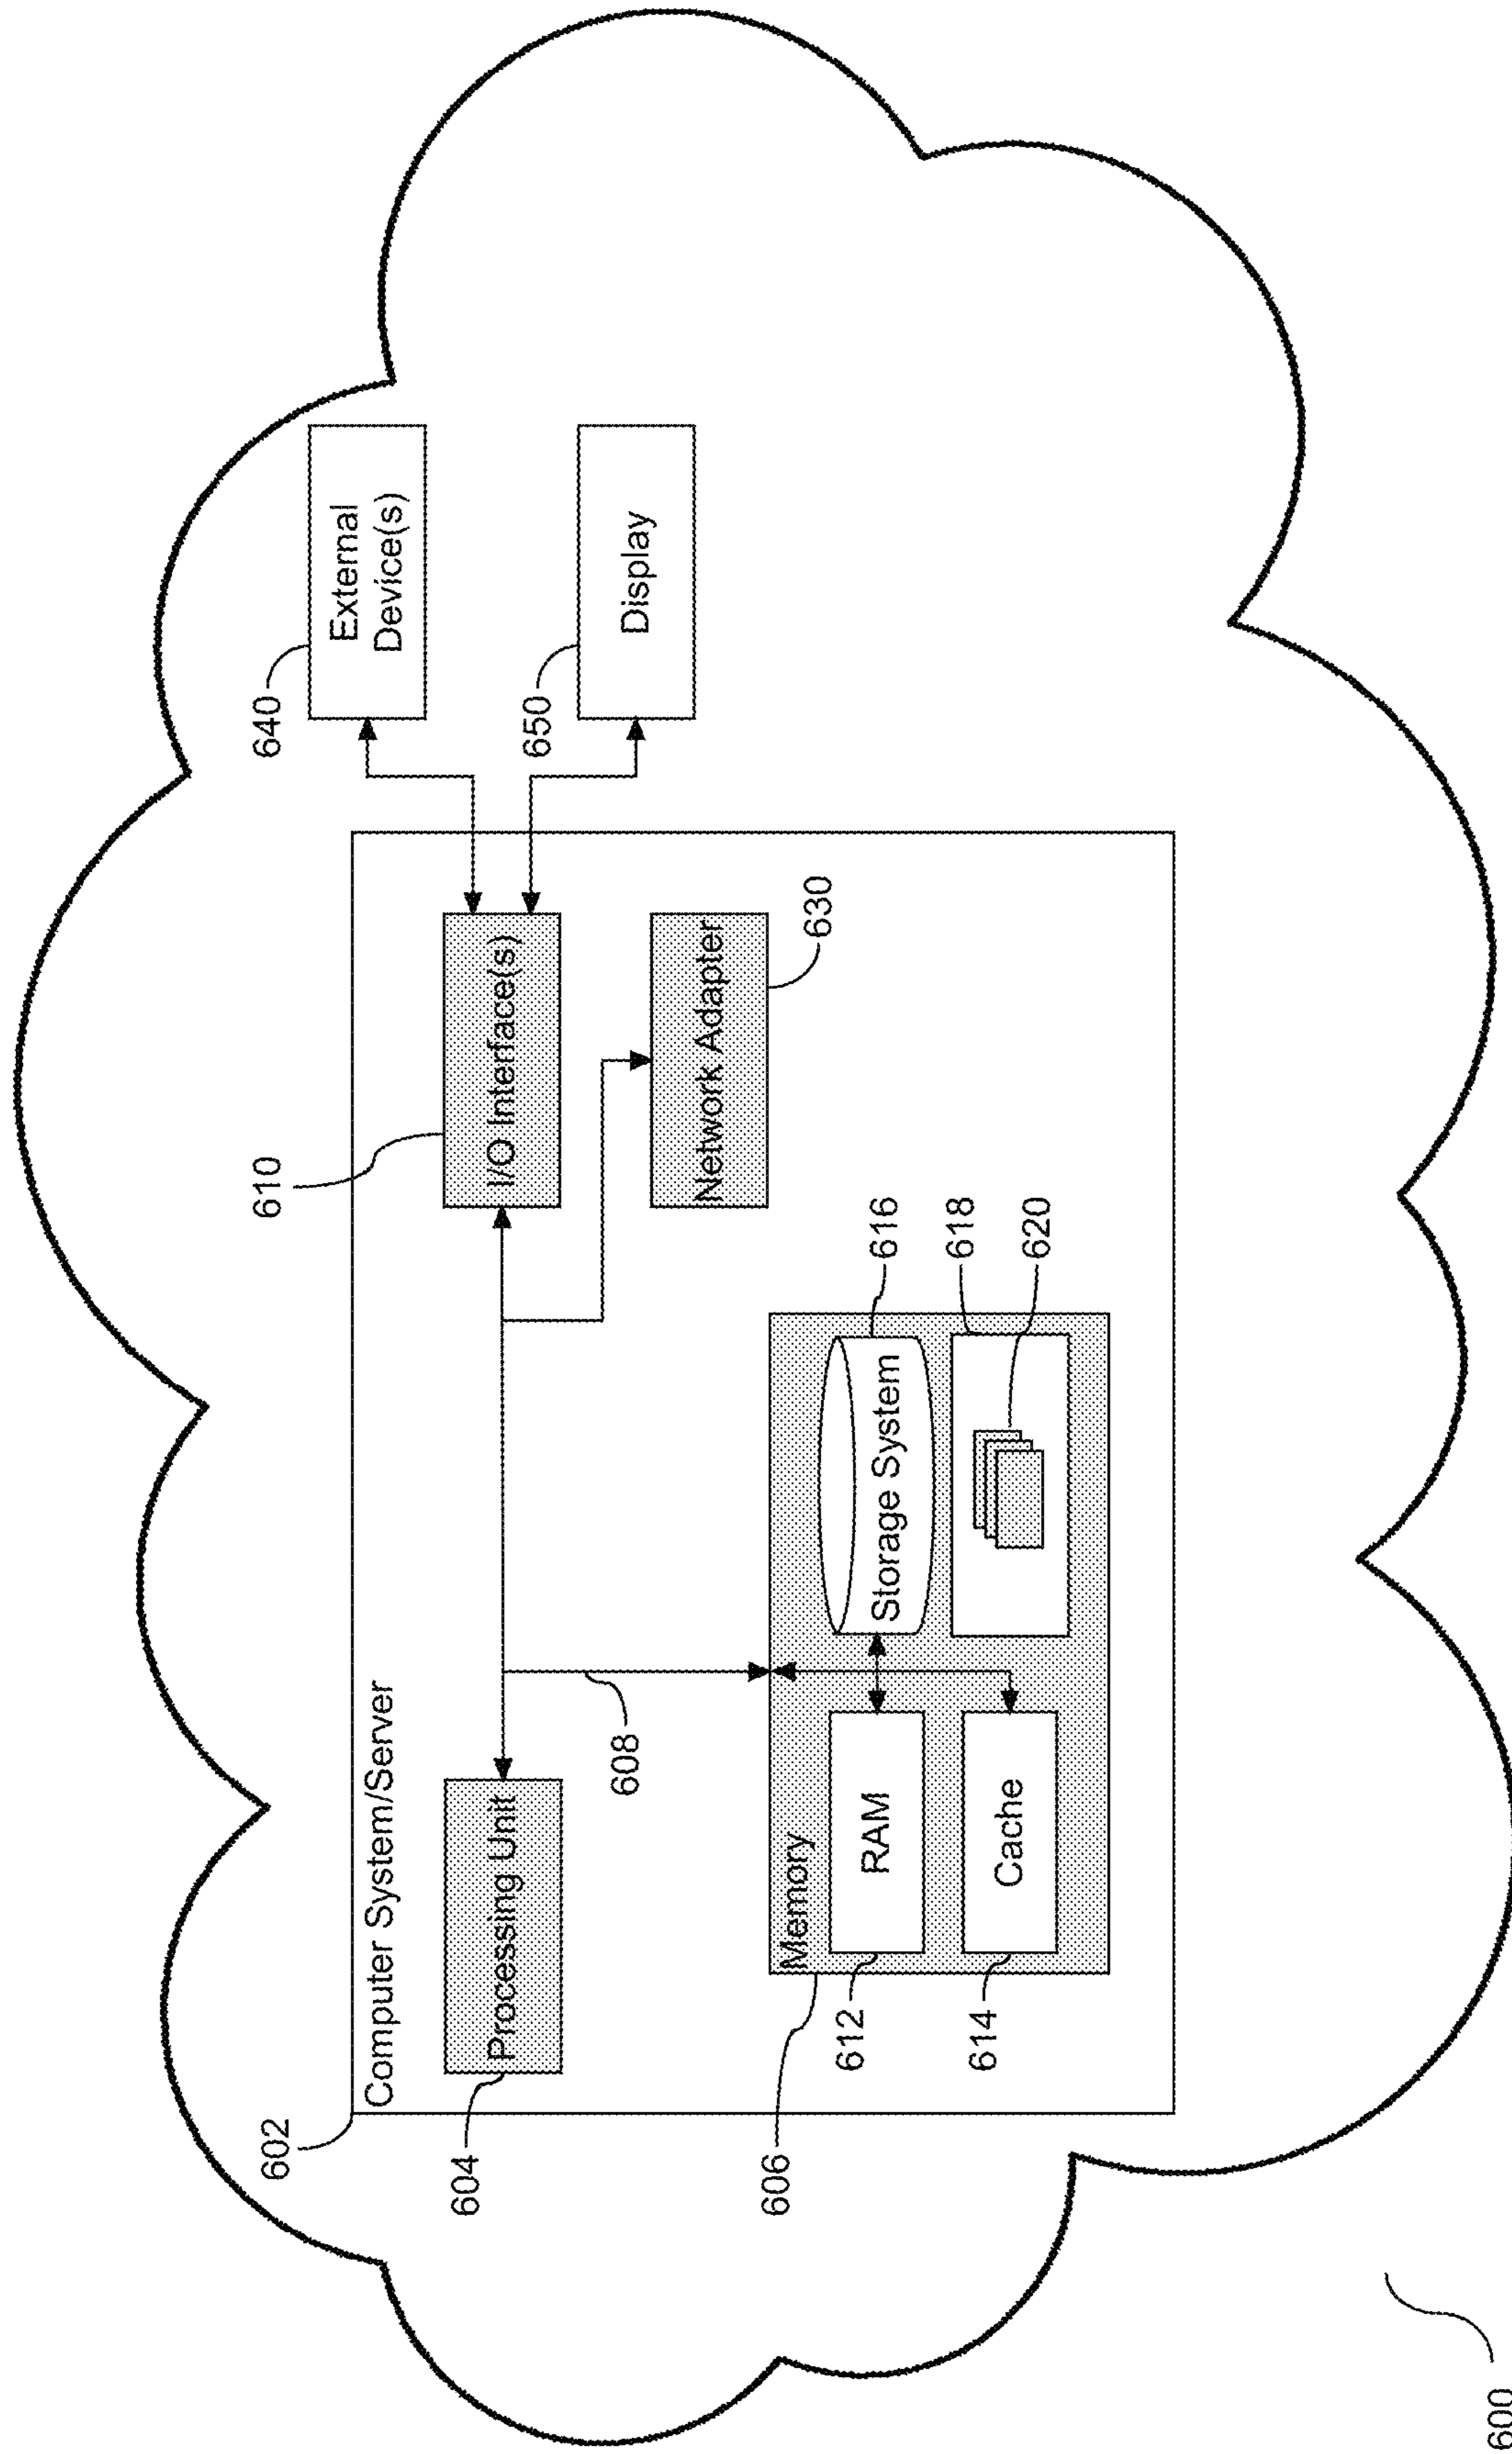 602
Computer System/Server
604
Processing Unit
608
610
I/O Interface(s)
640
External
Device(s)
650
Display
Network Adapter
630
606
Memory
612
RAM
Storage System
616
614
Cache
618
620
600